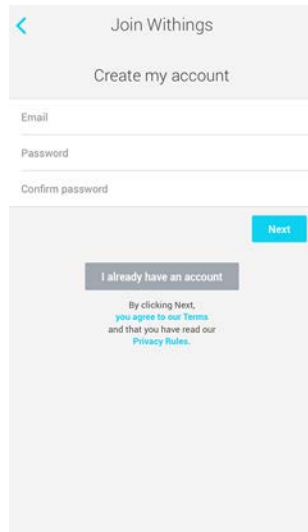 Join Withings
Create my account
Email
Password
Confirm password
Next
I already have an account
By clicking Next,
you agree to our Terms
and that you have read our
Privacy Rules.